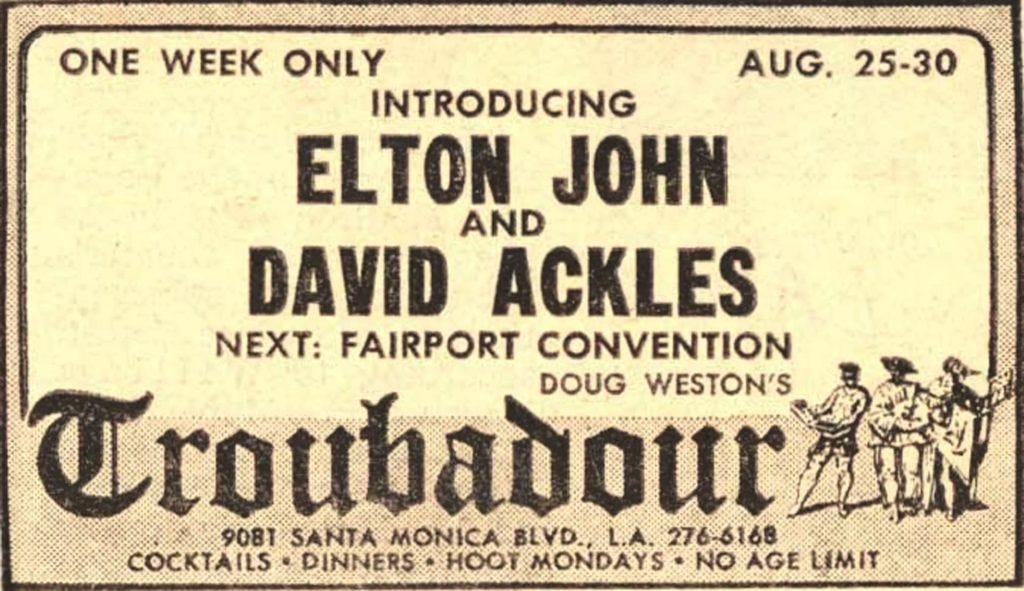 ONE WEEK ONLY AUG. 25-30
INTRODUCING
ELTON JOHN
AND
DAVID ACKLES
NEXT: FAIRPORT CONVENTION
DOUG WESTON'S
Troubadour
9081 SANTA MONICA BLVD., L.A. 276-6168
COCKTAILS • DINNERS • HOOT MONDAYS • NO AGE LIMIT